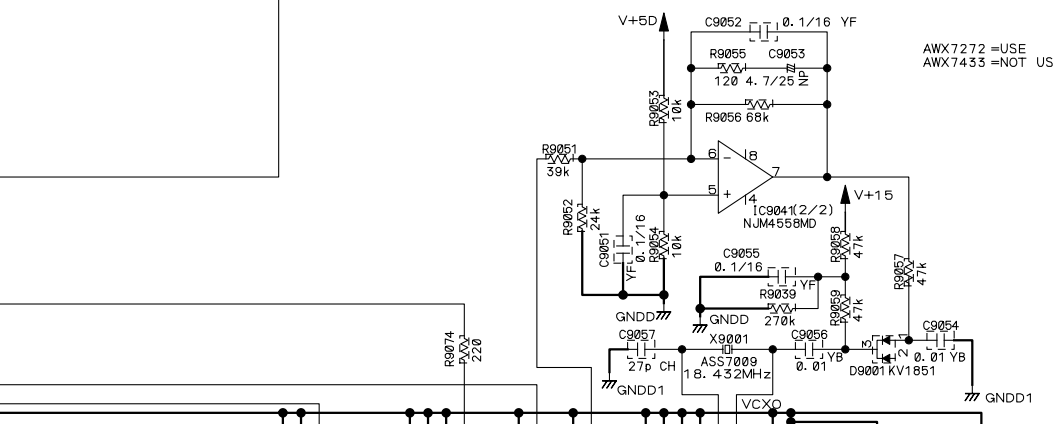 V+5D
C9052 0.1/16 YF
AWX7272 =USE
AWX7433 =NOT US
R9055 C9053
120 4.7/25 NP
R9053 10k
R9056 68k
R9051
39k
6 8
7
5 4
IC9041(2/2)
NJM4558MD
V+15
R9052 24k
C9051 0.1/16 YF
R9054 10k
R9058 47k
C9055
0.1/16 YF
R9057 47k
R9039
270k
R9059 47k
GNDD
GNDD
R9074 220
C9057
27p CH
X9001
ASS7009
18.432MHz
C9056
0.01 YB
3 1 2
C9054
0.01 YB
D9001 KV1851
GNDD1
GNDD1
VCXO